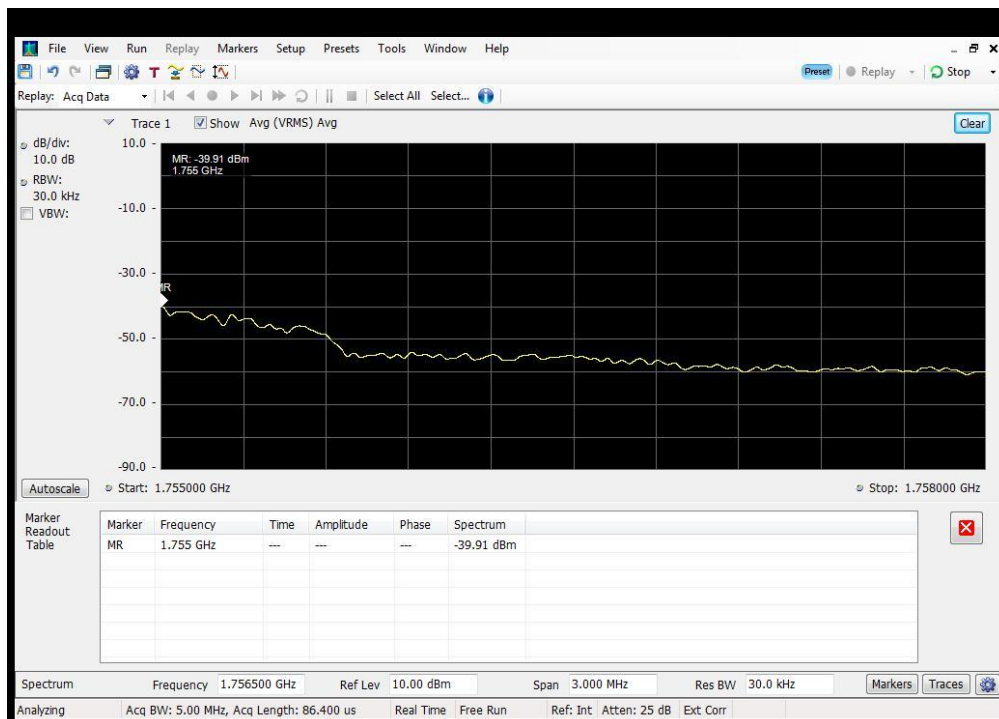 File View Run Replay Markers Setup Presets Tools Window Help
Preset Replay Stop
Replay: Acq Data Select All Select...
Trace 1 Show Avg (VRMS) Avg Clear
dB/div: 10.0 -
10.0 dB
MR: -39.91 dBm
1.755 GHz
RBW:
30.0 kHz
VBW:
-10.0 -
-30.0 -
MR
-50.0 -
-70.0 -
-90.0 -
Autoscale Start: 1.755000 GHz Stop: 1.758000 GHz
Marker
Readout
Table
Marker Frequency Time Amplitude Phase Spectrum
MR 1.755 GHz --- --- --- -39.91 dBm
Spectrum Frequency 1.756500 GHz Ref Lev 10.00 dBm Span 3.000 MHz Res BW 30.0 kHz Markers Traces
Analyzing Acq BW: 5.00 MHz, Acq Length: 86.400 us Real Time Free Run Ref: Int Atten: 25 dB Ext Corr